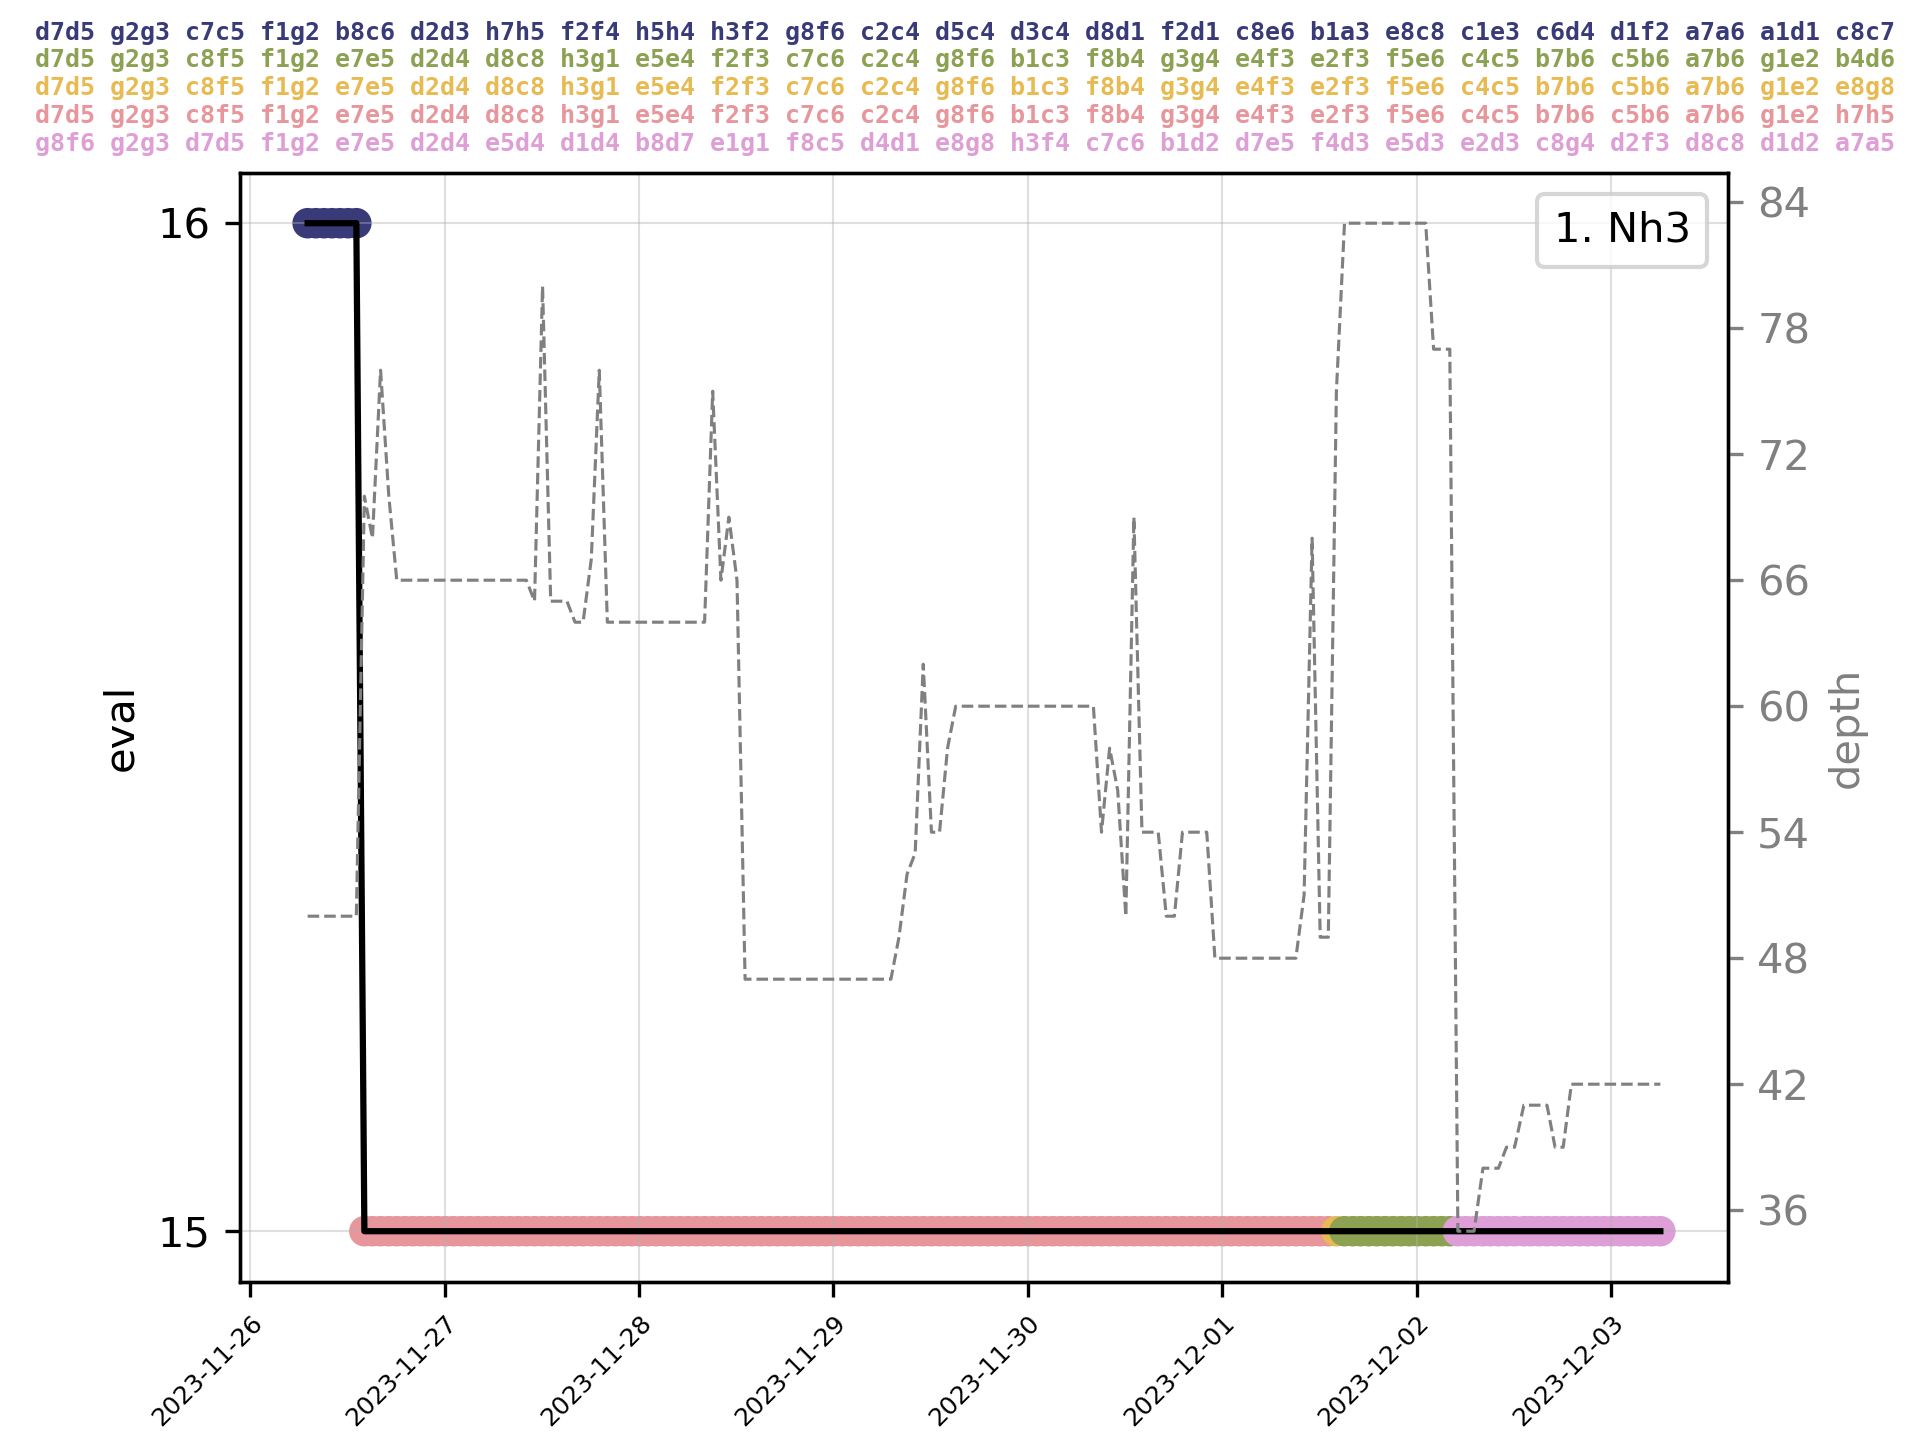 d7d5 g2g3 c7c5 f1g2 b8c6 d2d3 h7h5 f2f4 h5h4 h3f2 g8f6 c2c4 d5c4 d3c4 d8d1 f2d1 c8e6 b1a3 e8c8 c1e3 c6d4 d1f2 a7a6 a1d1 c8c7
d7d5 g2g3 c8f5 f1g2 e7e5 d2d4 d8c8 h3g1 e5e4 f2f3 c7c6 c2c4 g8f6 b1c3 f8b4 g3g4 e4f3 e2f3 f5e6 c4c5 b7b6 c5b6 a7b6 g1e2 b4d6
d7d5 g2g3 c8f5 f1g2 e7e5 d2d4 d8c8 h3g1 e5e4 f2f3 c7c6 c2c4 g8f6 b1c3 f8b4 g3g4 e4f3 e2f3 f5e6 c4c5 b7b6 c5b6 a7b6 g1e2 e8g8
d7d5 g2g3 c8f5 f1g2 e7e5 d2d4 d8c8 h3g1 e5e4 f2f3 c7c6 c2c4 g8f6 b1c3 f8b4 g3g4 e4f3 e2f3 f5e6 c4c5 b7b6 c5b6 a7b6 g1e2 h7h5
g8f6 g2g3 d7d5 f1g2 e7e5 d2d4 e5d4 d1d4 b8d7 e1g1 f8c5 d4d1 e8g8 h3f4 c7c6 b1d2 d7e5 f4d3 e5d3 e2d3 c8g4 d2f3 d8c8 d1d2 a7a5
1. Nh3
16
15
eval
84
78
72
66
60
54
48
42
36
depth
2023-11-26
2023-11-27
2023-11-28
2023-11-29
2023-11-30
2023-12-01
2023-12-02
2023-12-03